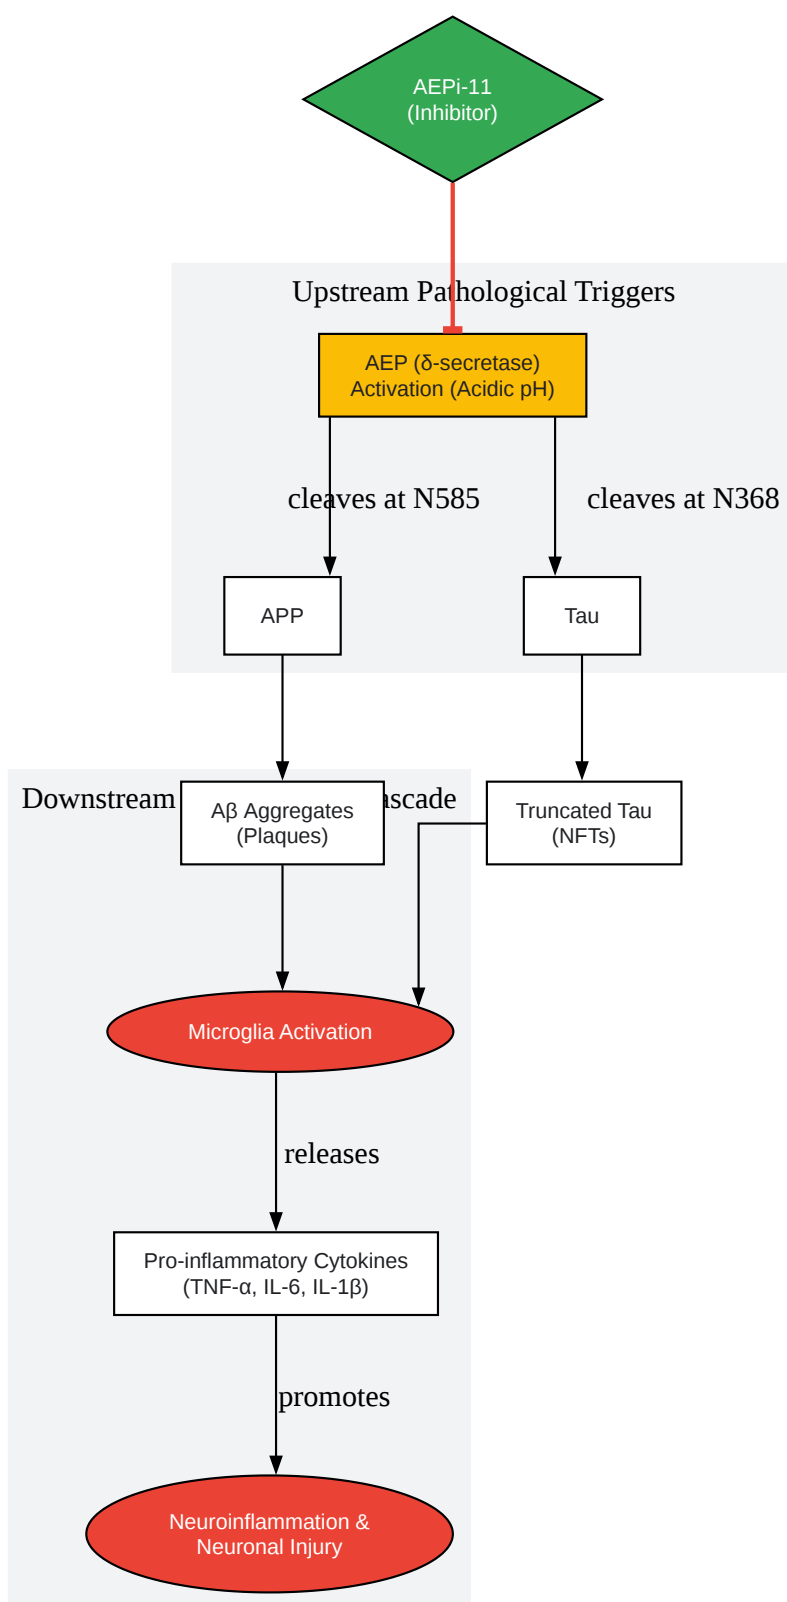 AEPi-11
(Inhibitor)
Upstream Pathological Triggers
AEP (δ-secretase)
Activation (Acidic pH)
cleaves at N585
cleaves at N368
APP
Tau
Downstream
Aβ Aggregates
(Plaques)
Truncated Tau
(NFTs)
Microglia Activation
releases
Pro-inflammatory Cytokines
(TNF-α, IL-6, IL-1β)
promotes
Neuroinflammation &
Neuronal Injury